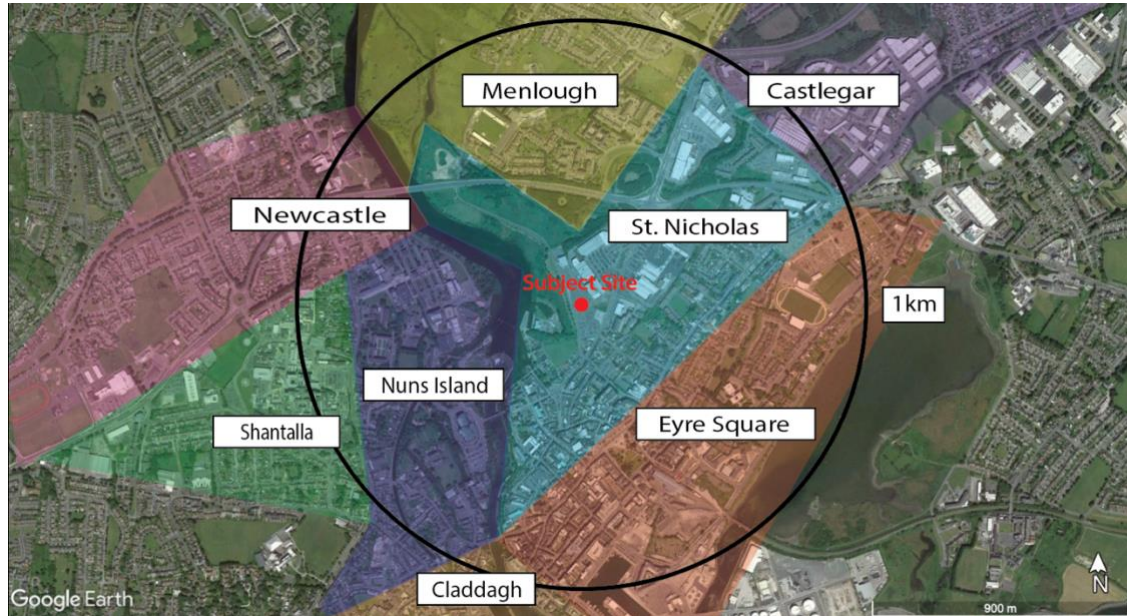 Menlough
Castlegar
Newcastle
St. Nicholas
Subject Site
1km
Nuns Island
Shantalla
Eyre Square
Claddagh
Google Earth
N
900 m